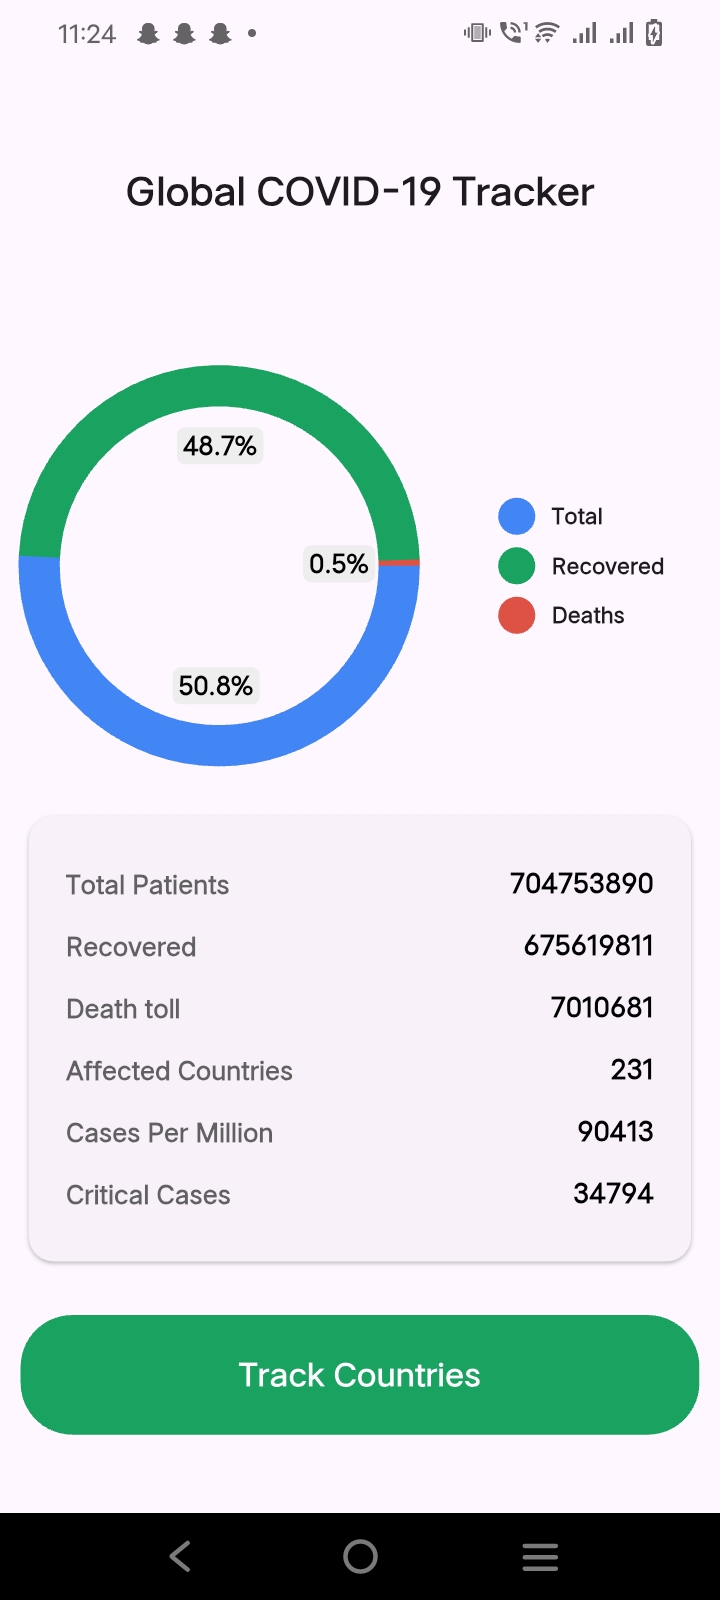 11:24
Global COVID-19 Tracker
48.7%
0.5%
50.8%
Total
Recovered
Deaths
Total Patients 704753890
Recovered 675619811
Death toll 7010681
Affected Countries 231
Cases Per Million 90413
Critical Cases 34794
Track Countries